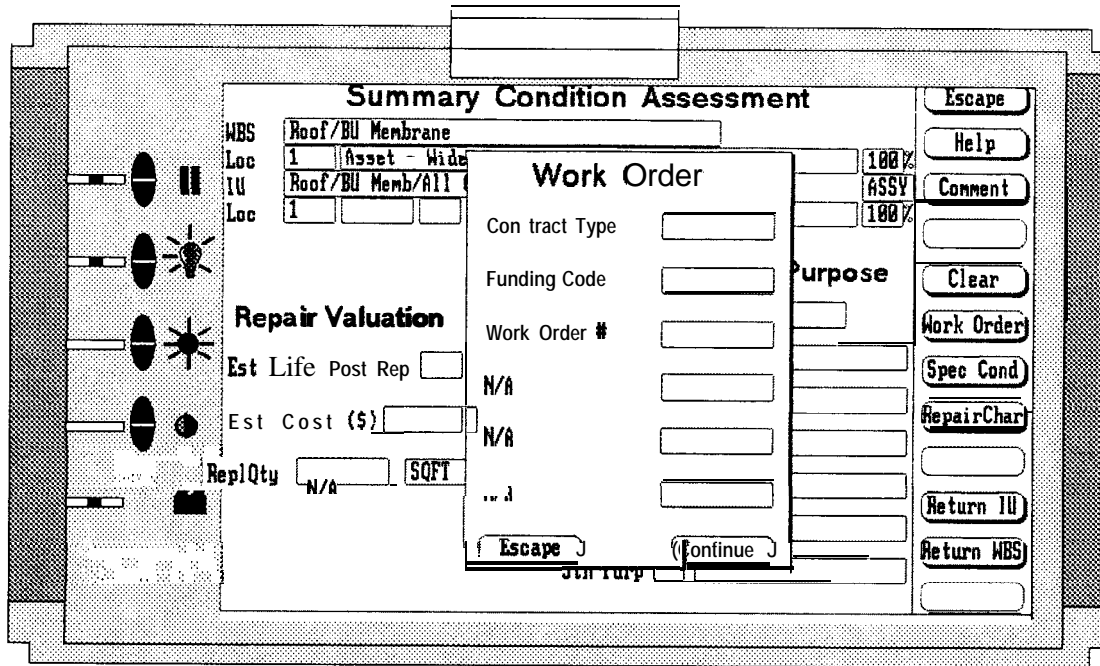 Summary Condition Assessment
WBS Roof/BU Membrane
Loc 1 Asset - Wide 100 %
IU Roof/BU Memb/All ASSY
Loc 1 100 %
Purpose
Repair Valuation
Est Life Post Rep
Est Cost ($)
ReplQty N/A SQFT
Work Order
Con tract Type
Funding Code
Work Order #
N/A
N/A
Escape
Continue
Escape
Help
Comment
Clear
Work Order
Spec Cond
RepairChar
Return IU
Return WBS